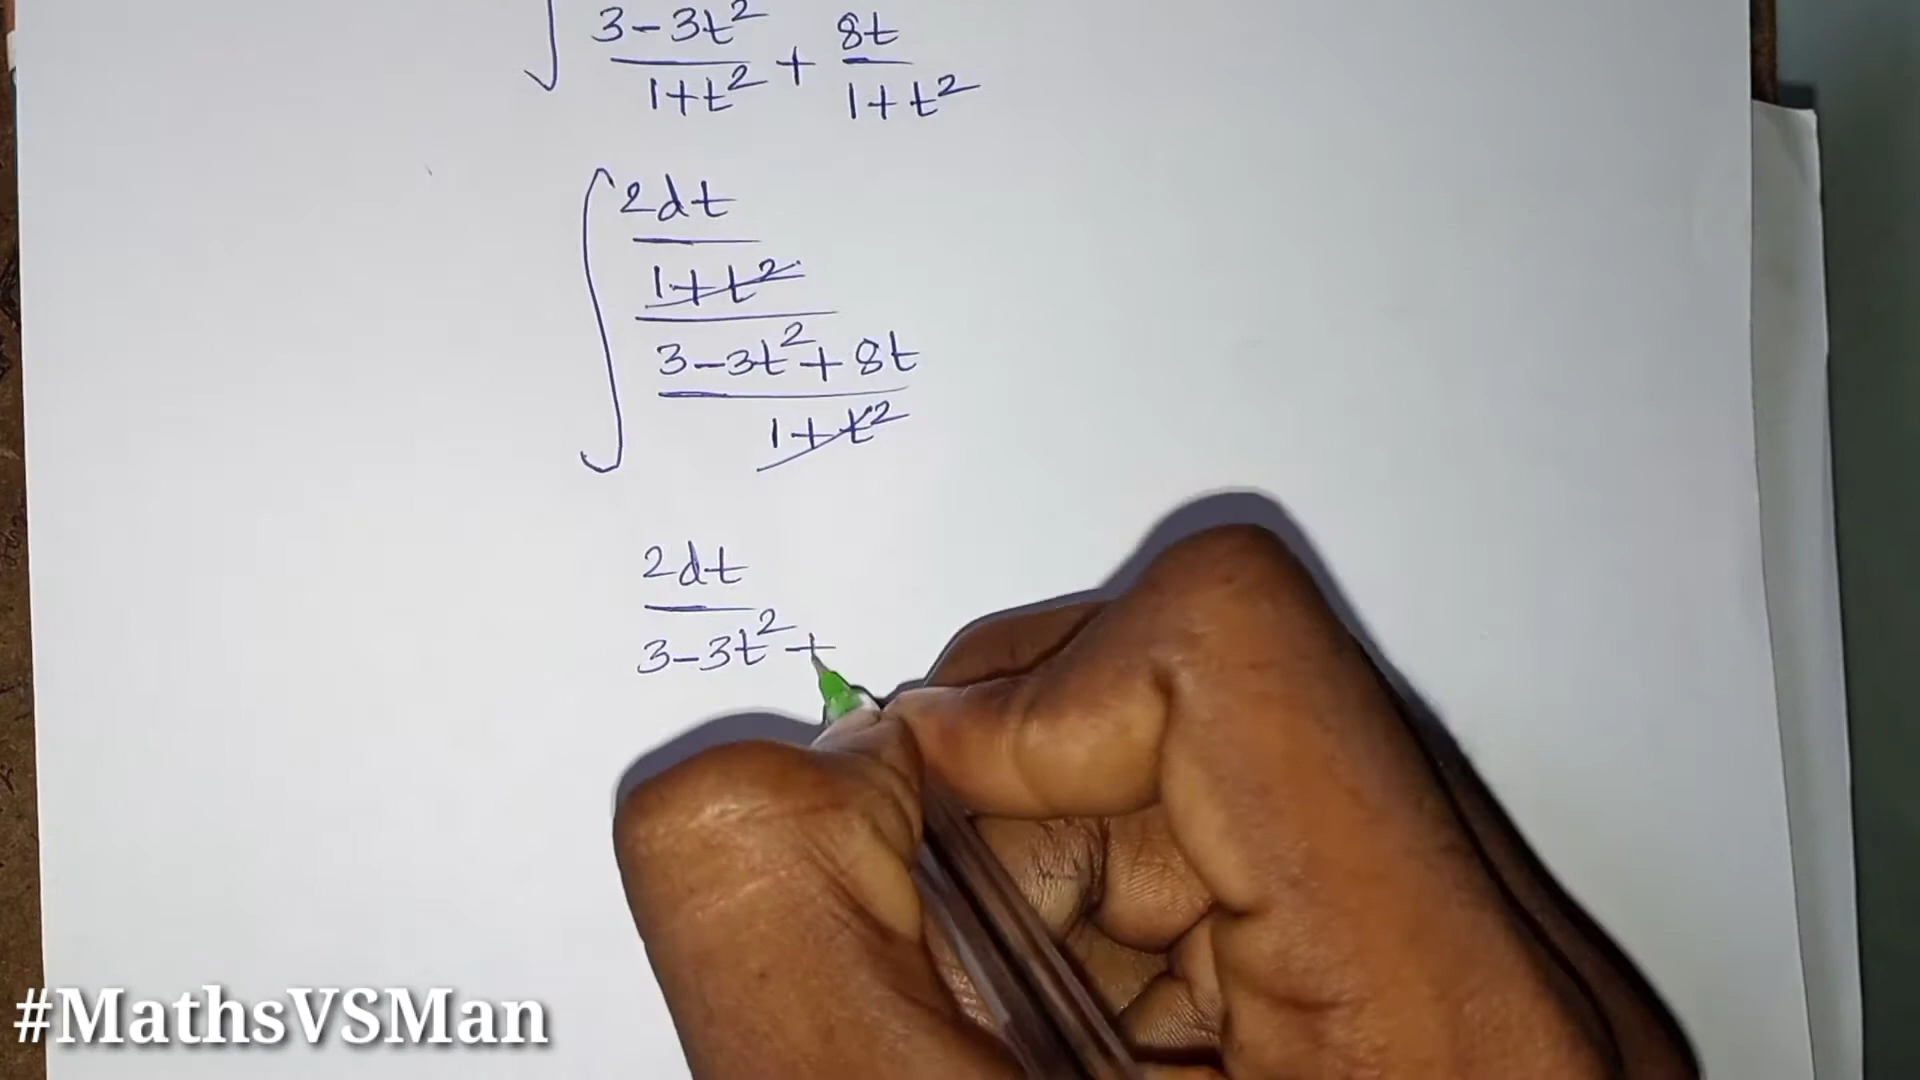 ∫ 3-3t² + 8t
1+t² 1+t²
∫ 2dt
1+t²
3-3t²+8t
1+t²
2dt
3-3t²+
#MathsVSMan